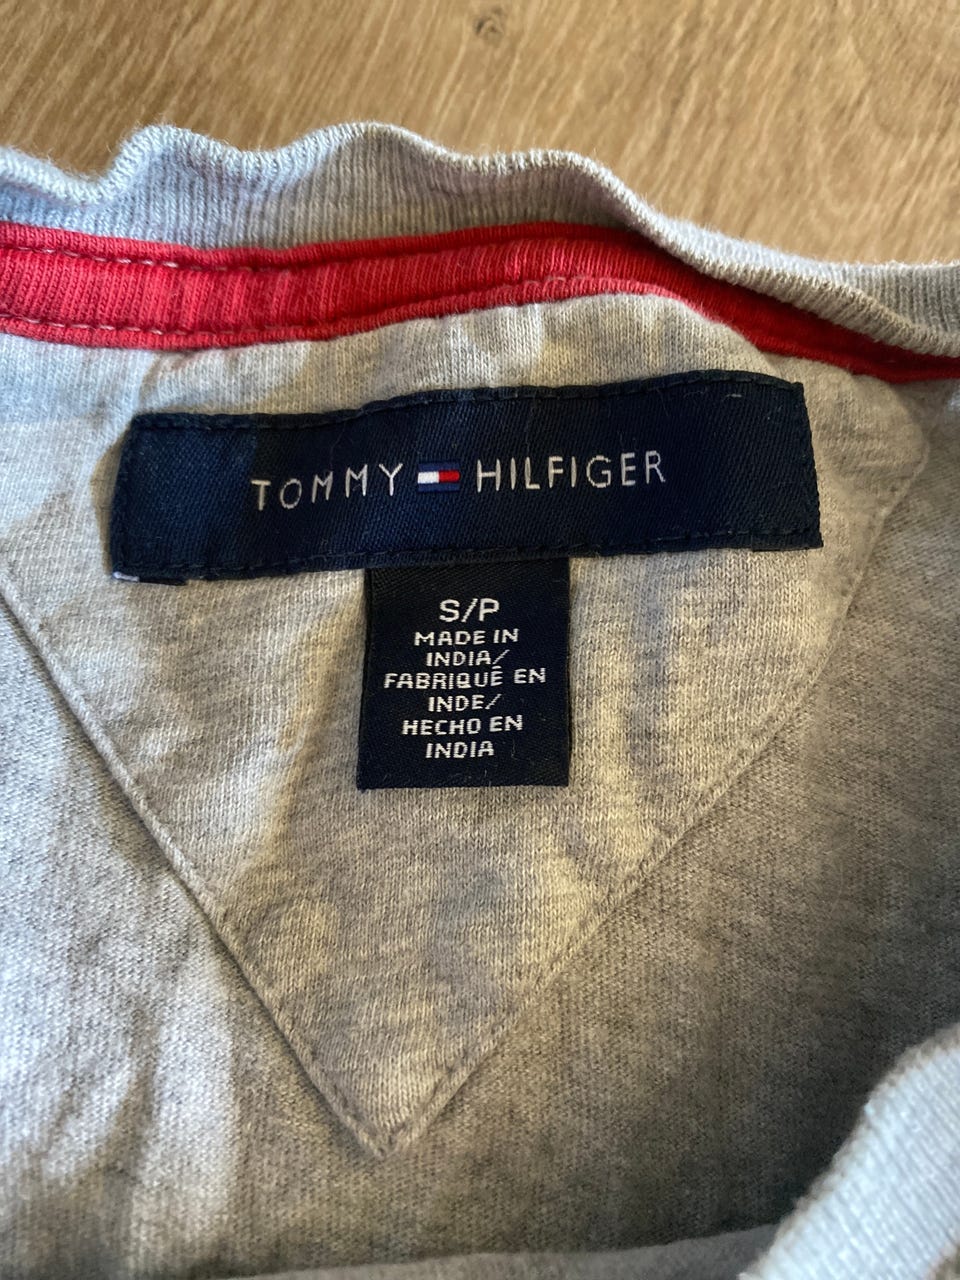 TOMMY HILFIGER
S/P
MADE IN
INDIA/
FABRIQUÉ EN
INDE/
HECHO EN
INDIA